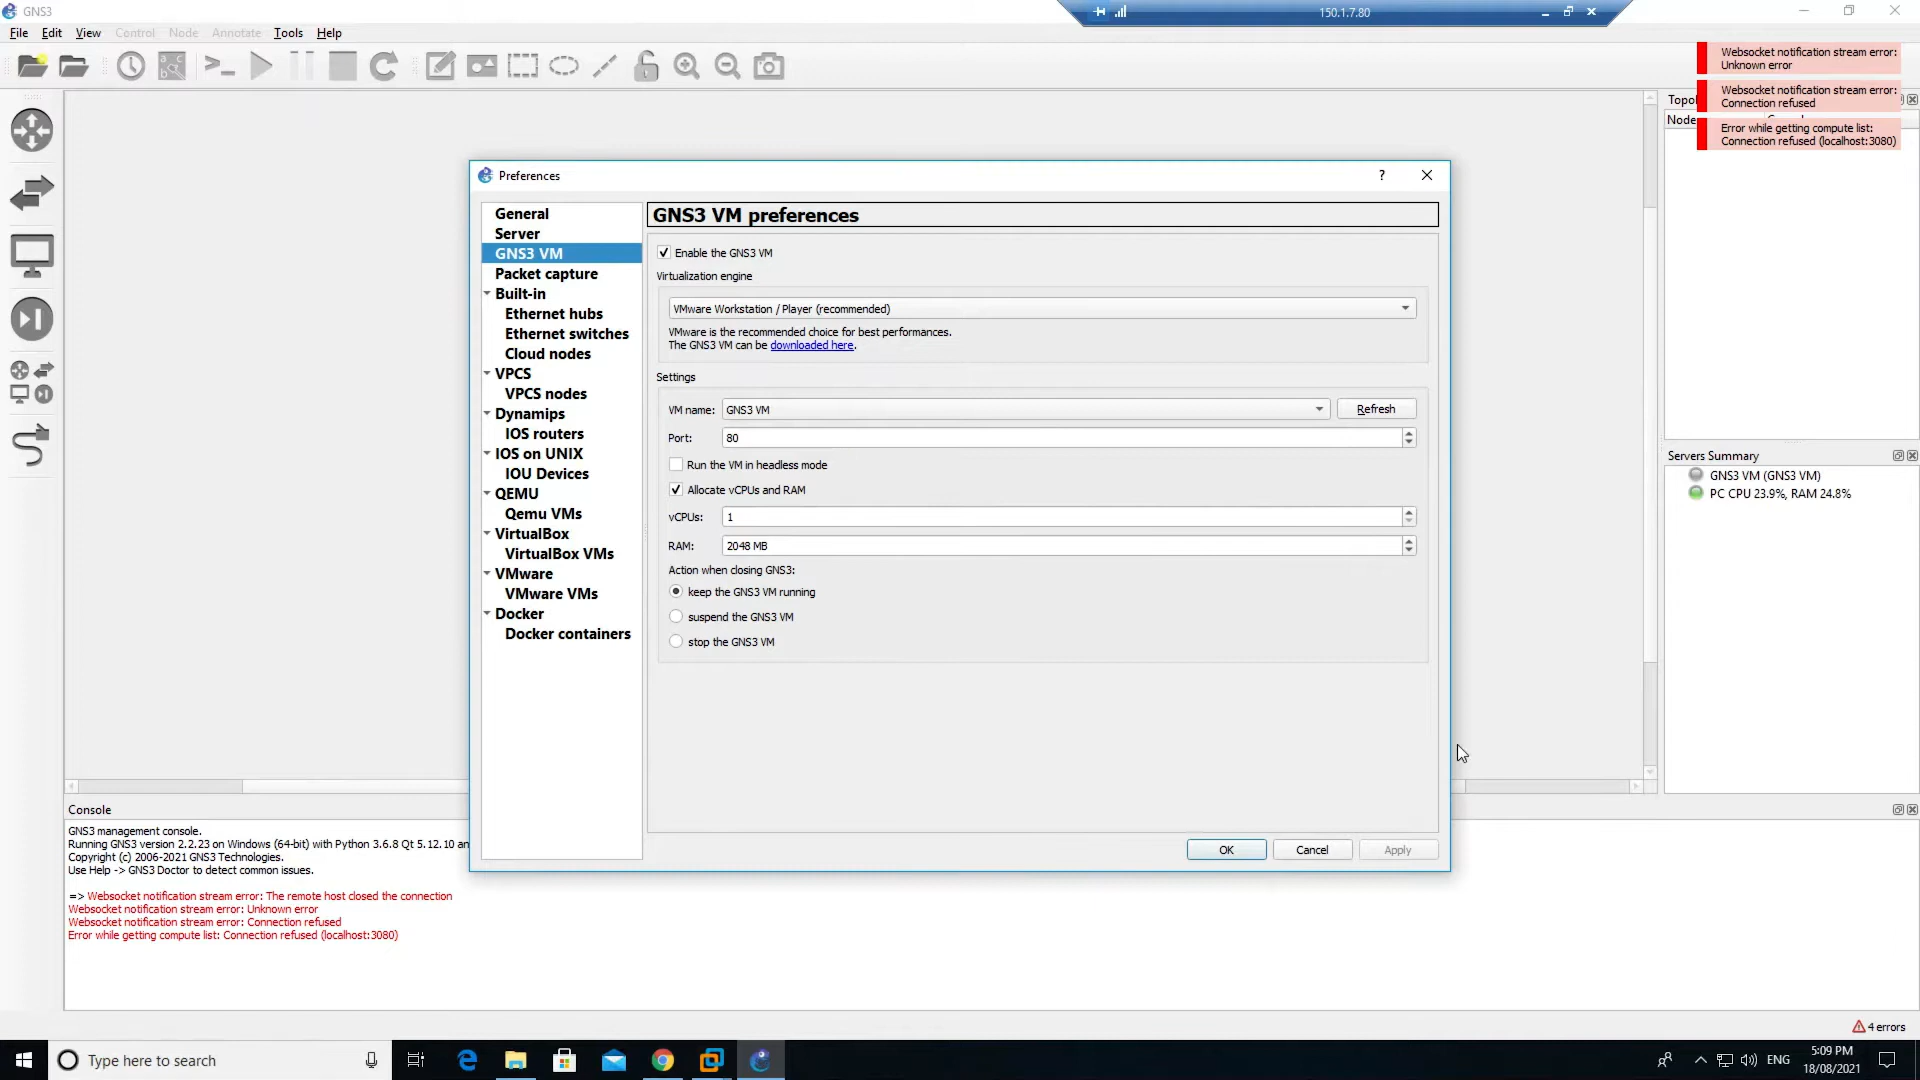 GNS3
150.1.7.80
File Edit View Control Node Annotate Tools Help
Websocket notification stream error:
Unknown error
Websocket notification stream error:
Connection refused
Error while getting compute list:
Connection refused (localhost:3080)
Topol
Node
Preferences
?
General
Server
GNS3 VM
Packet capture
Built-in
Ethernet hubs
Ethernet switches
Cloud nodes
VPCS
VPCS nodes
Dynamips
IOS routers
IOS on UNIX
IOU Devices
QEMU
Qemu VMs
VirtualBox
VirtualBox VMs
VMware
VMware VMs
Docker
Docker containers
GNS3 VM preferences
Enable the GNS3 VM
Virtualization engine
VMware Workstation / Player (recommended)
VMware is the recommended choice for best performances.
The GNS3 VM can be downloaded here.
Settings
VM name: GNS3 VM Refresh
Port: 80
Run the VM in headless mode
Allocate vCPUs and RAM
vCPUs: 1
RAM: 2048 MB
Action when closing GNS3:
keep the GNS3 VM running
suspend the GNS3 VM
stop the GNS3 VM
OK Cancel Apply
Servers Summary
GNS3 VM (GNS3 VM)
PC CPU 23.9%, RAM 24.8%
Console
GNS3 management console.
Running GNS3 version 2.2.23 on Windows (64-bit) with Python 3.6.8 Qt 5.12.10 an
Copyright (c) 2006-2021 GNS3 Technologies.
Use Help -> GNS3 Doctor to detect common issues.
=> Websocket notification stream error: The remote host closed the connection
Websocket notification stream error: Unknown error
Websocket notification stream error: Connection refused
Error while getting compute list: Connection refused (localhost:3080)
4 errors
Type here to search
ENG
5:09 PM
18/08/2021